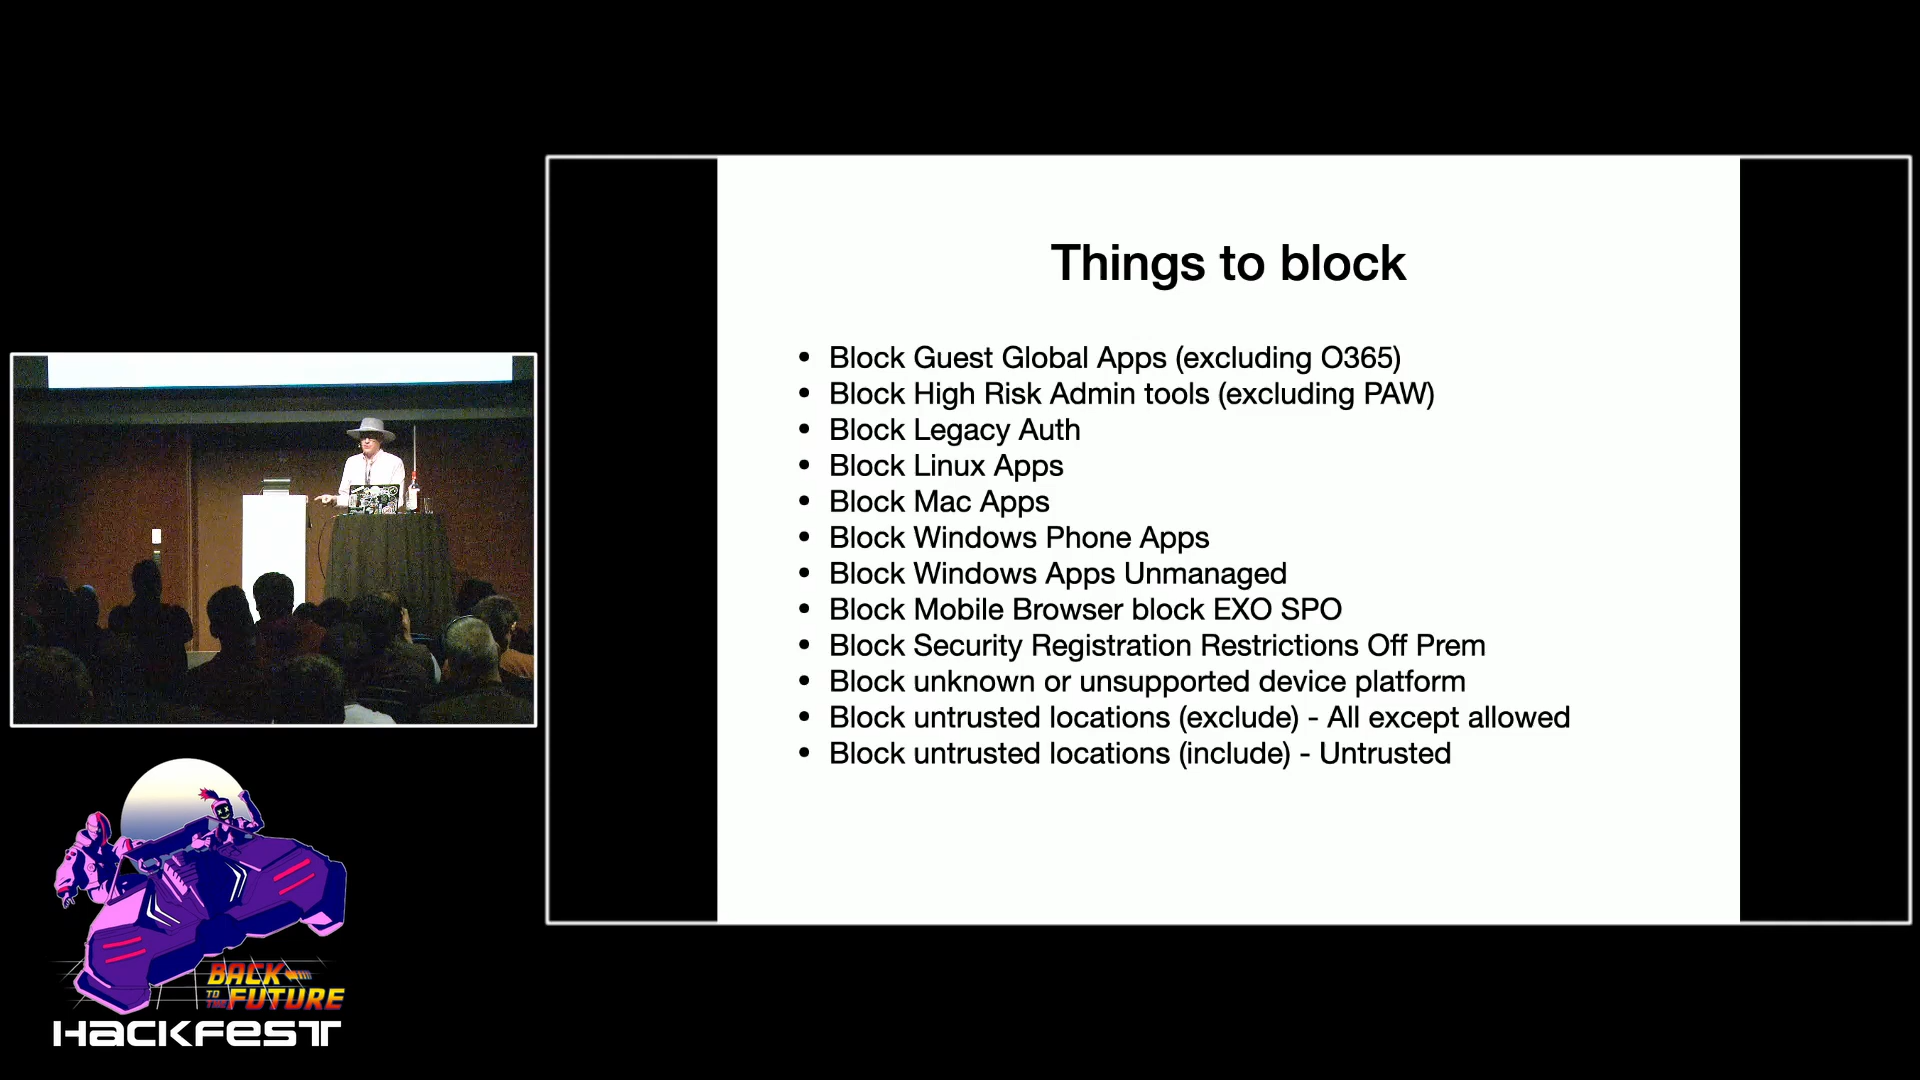 Things to block
• Block Guest Global Apps (excluding O365)
• Block High Risk Admin tools (excluding PAW)
• Block Legacy Auth
• Block Linux Apps
• Block Mac Apps
• Block Windows Phone Apps
• Block Windows Apps Unmanaged
• Block Mobile Browser block EXO SPO
• Block Security Registration Restrictions Off Prem
• Block unknown or unsupported device platform
• Block untrusted locations (exclude) - All except allowed
• Block untrusted locations (include) - Untrusted
BACK
TO THE FUTURE
HACKFEST